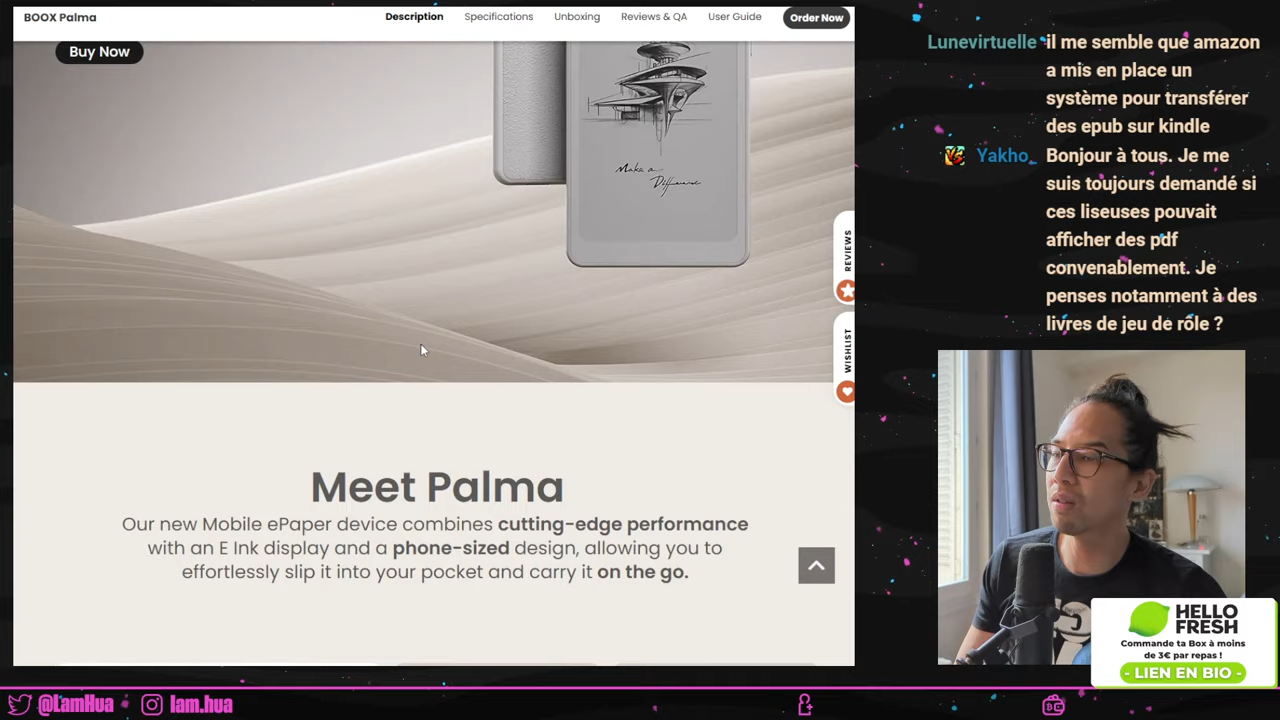 BOOX Palma
Description
Specifications
Unboxing
Reviews & QA
User Guide
Order Now
Buy Now
Make a
Difference
REVIEWS
WISHLIST
Meet Palma
Our new Mobile ePaper device combines cutting-edge performance
with an E Ink display and a phone-sized design, allowing you to
effortlessly slip it into your pocket and carry it on the go.
Lunevirtuelle il me semble que amazon
a mis en place un
système pour transférer
des epub sur kindle
VS Yakho Bonjour à tous. Je me
suis toujours demandé si
ces liseuses pouvait
afficher des pdf
convenablement. Je
penses notamment à des
livres de jeu de rôle ?
HELLO
FRESH
Commande ta Box à moins
de 3€ par repas !
- LIEN EN BIO -
@LamHua
lam.hua